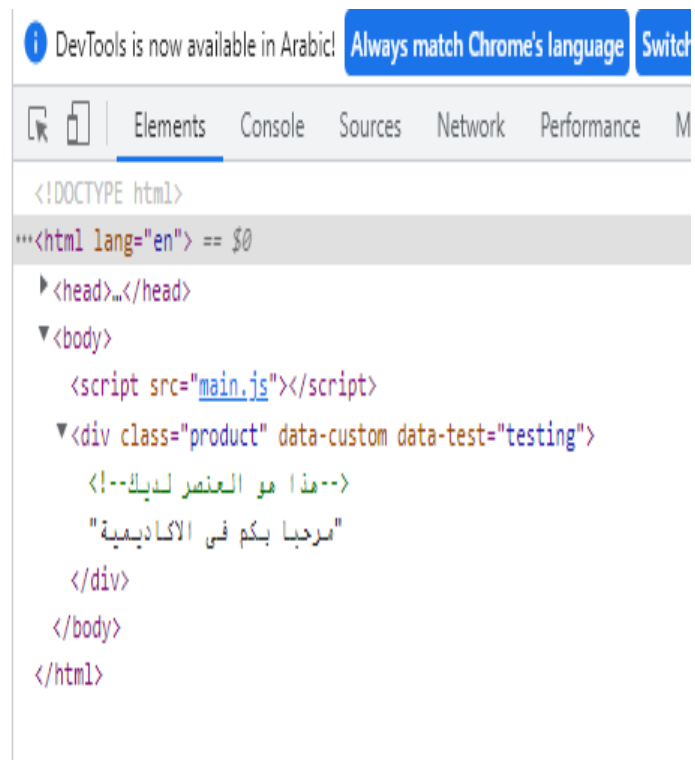 DevTools is now available in Arabic! Always match Chrome's language Switch
Elements Console Sources Network Performance M
<!DOCTYPE html>
···<html lang="en"> == $0
<head>…</head>
<body>
<script src="main.js"></script>
<div class="product" data-custom data-test="testing">
<!--هذا هو العنصر لديك-->
"مرحبا بكم فى الاكاديمية"
</div>
</body>
</html>